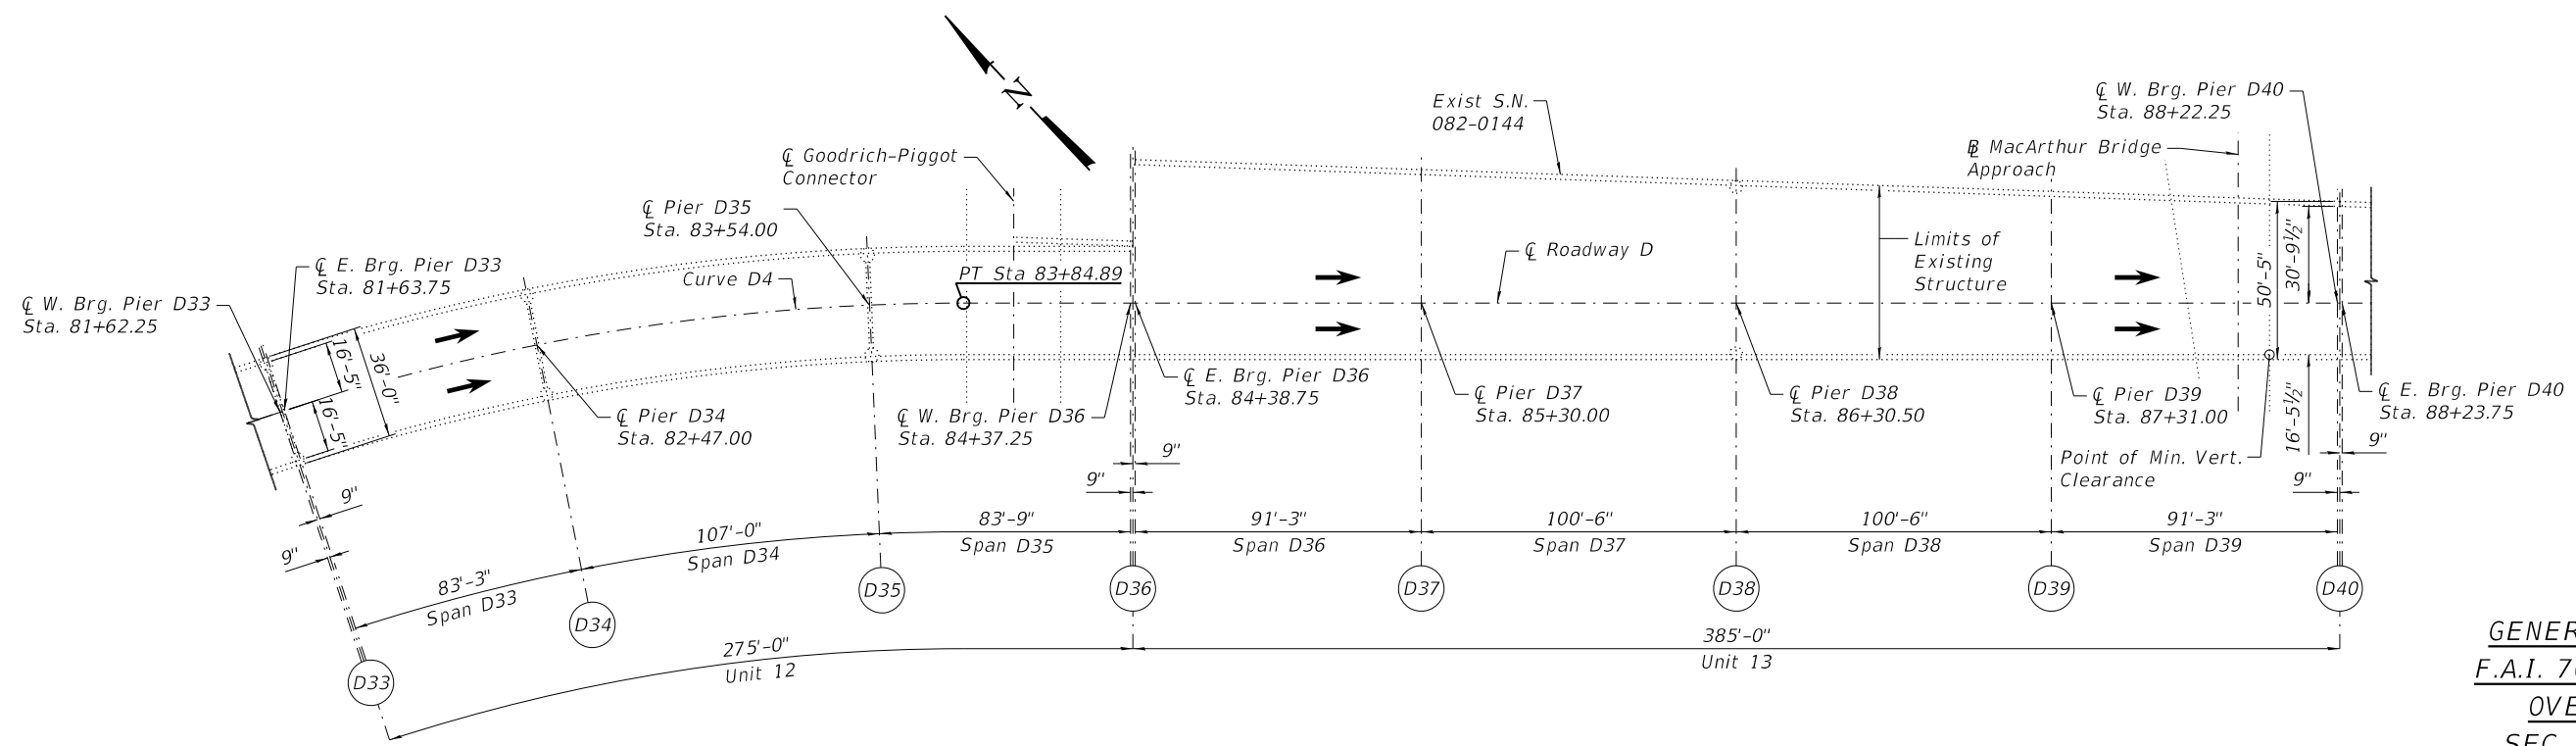 ℄ W. Brg. Pier D33
Sta. 81+62.25
℄ E. Brg. Pier D33
Sta. 81+63.75
16'-5"
16'-5"
36'-0"
℄ Pier D34
Sta. 82+47.00
℄ Pier D35
Sta. 83+54.00
Curve D4
℄ Goodrich-Piggot
Connector
PT Sta 83+84.89
N
℄ W. Brg. Pier D36
Sta. 84+37.25
℄ E. Brg. Pier D36
Sta. 84+38.75
Exist S.N.
082-0144
℄ Roadway D
℄ Pier D37
Sta. 85+30.00
℄ Pier D38
Sta. 86+30.50
Limits of
Existing
Structure
℄ Pier D39
Sta. 87+31.00
B̵L MacArthur Bridge
Approach
℄ W. Brg. Pier D40
Sta. 88+22.25
℄ E. Brg. Pier D40
Sta. 88+23.75
50'-5"
30'-9½"
16'-5½"
Point of Min. Vert.
Clearance
9"
9"
9"
9"
9"
9"
83'-3"
Span D33
107'-0"
Span D34
83'-9"
Span D35
91'-3"
Span D36
100'-6"
Span D37
100'-6"
Span D38
91'-3"
Span D39
D33
D34
D35
D36
D37
D38
D39
D40
275'-0"
Unit 12
385'-0"
Unit 13
GENER
F.A.I. 7
OVE
SEC